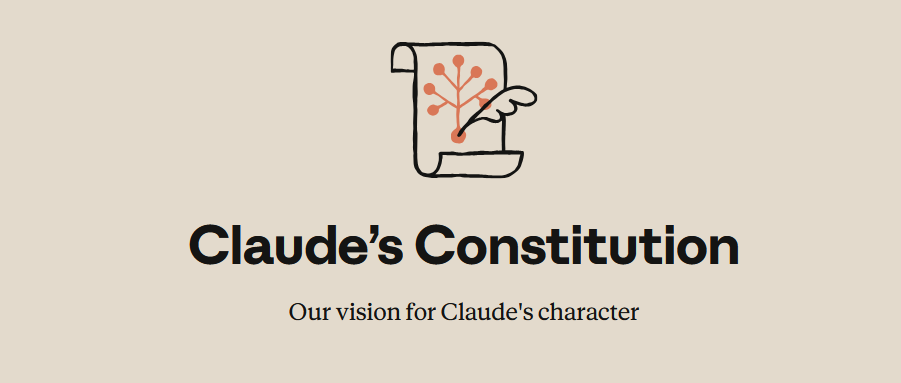 Claude’s Constitution
Our vision for Claude's character